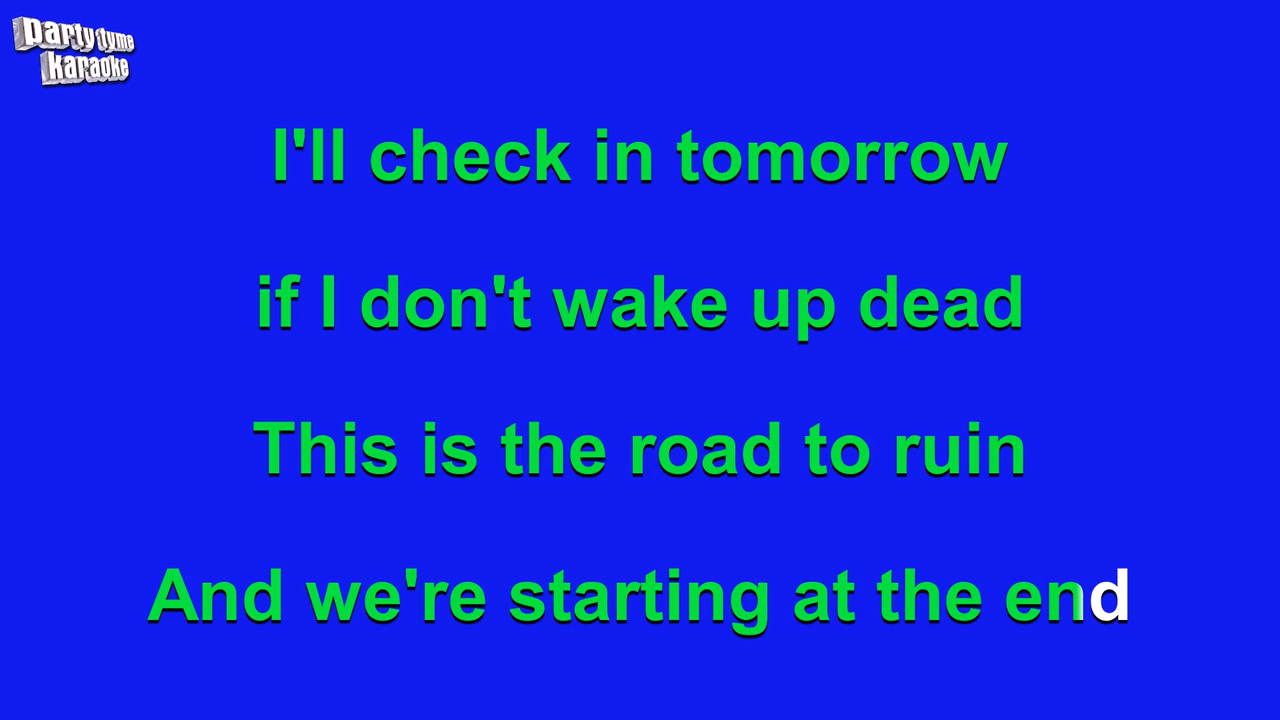 party tyme
karaoke
I'll check in tomorrow
if I don't wake up dead
This is the road to ruin
And we're starting at the end